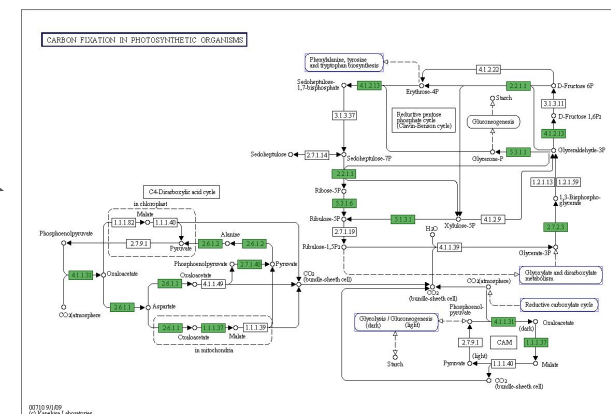 CARBON FIXATION IN PHOTOSYNTHETIC ORGANISMS
Phenylalanine, tyrosine
and tryptophan biosynthesis
4.1.2.22
Sedoheptulose-
1,7-bisphosphate
4.1.2.13
Erythrose-4P
2.2.1.1
D-Fructose 6P
Starch
3.1.3.11
3.1.3.37
Reductive pentose
phosphate cycle
(Calvin-Benson cycle)
Gluconeogenesis
D-Fructose 1,6P2
4.1.2.13
Sedoheptulose
2.7.1.14
Sedoheptulose-7P
Glycerone-P
5.3.1.1
Glyceraldehyde-3P
2.2.1.1
C4-Dicarboxylic acid cycle
Ribose-5P
1.2.1.13
1.2.1.59
in chloroplast
5.3.1.6
1,3-Bisphospho-
glycerate
Malate
1.1.1.82
1.1.1.40
Ribulose-5P
5.1.3.1
Xylulose-5P
4.1.2.9
Phosphoenolpyruvate
Alanine
2.7.1.19
H2O
2.7.2.3
2.7.9.1
Pyruvate
2.6.1.2
2.6.1.2
Ribulose-1,5P2
4.1.1.39
Glycerate-3P
Phosphoenolpyruvate
2.7.1.40
Pyruvate
4.1.1.31
Oxaloacetate
Oxaloacetate
CO2
(bundle-sheath cell)
Glyoxylate and dicarboxylate
metabolism
2.6.1.1
4.1.1.49
CO2(atmosphere)
CO2
(bundle-sheath cell)
2.6.1.1
Aspartate
Reductive carboxylate cycle
CO2(atmosphere)
Phosphoenol-
pyruvate
2.6.1.1
1.1.1.37
1.1.1.39
Glycolysis / Gluconeogenesis
(dark) (light)
4.1.1.31
Oxaloacetate
(dark)
Oxaloacetate
Malate
in mitochondria
2.7.9.1
CAM
1.1.1.37
(light)
Starch
Pyruvate
1.1.1.40
Malate
CO2
(bundle-sheath cell)
00710 9/1/09
(c) Kanehisa Laboratories